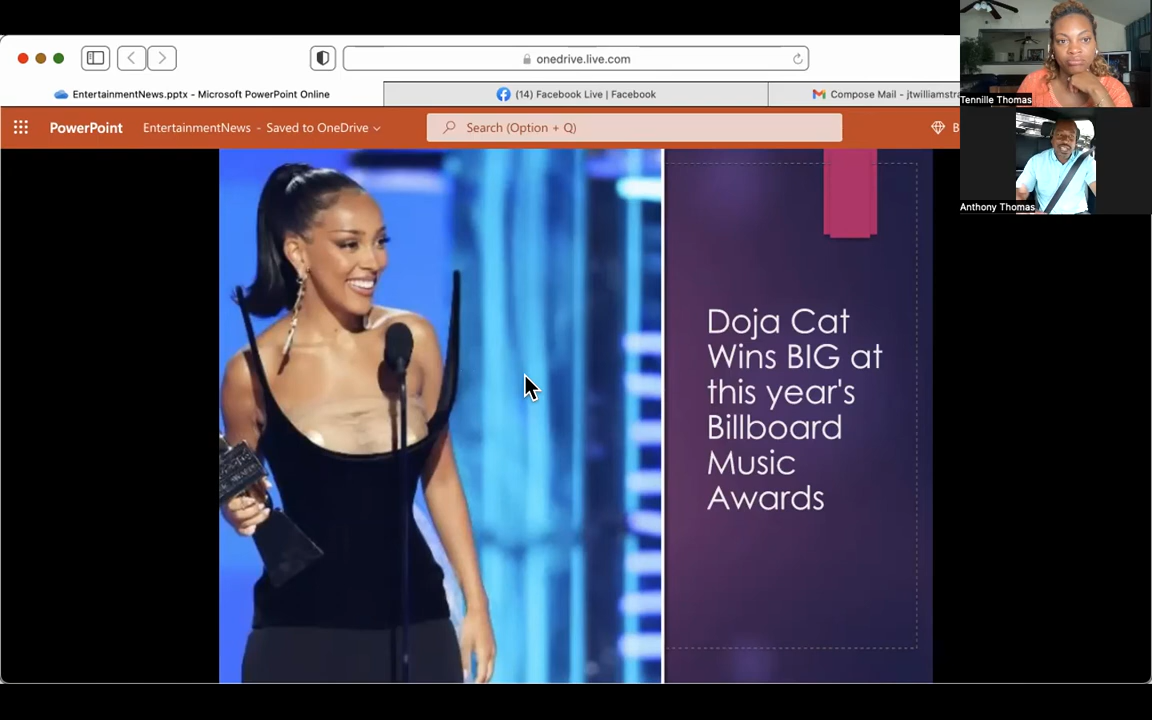 onedrive.live.com
EntertainmentNews.pptx - Microsoft PowerPoint Online
(14) Facebook Live | Facebook
Compose Mail - jtwilliamstra
PowerPoint
EntertainmentNews - Saved to OneDrive
Search (Option + Q)
B
Tennille Thomas
Anthony Thomas
Doja Cat
Wins BIG at
this year's
Billboard
Music
Awards